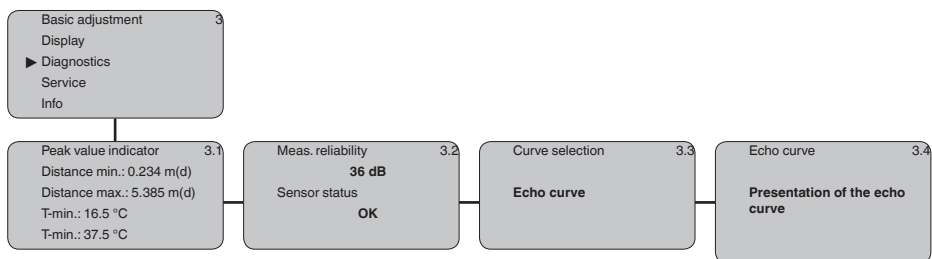 Basic adjustment 3
Display
▶ Diagnostics
Service
Info
Peak value indicator 3.1
Distance min.: 0.234 m(d)
Distance max.: 5.385 m(d)
T-min.: 16.5 °C
T-min.: 37.5 °C
Meas. reliability 3.2
36 dB
Sensor status
OK
Curve selection 3.3
Echo curve
Echo curve 3.4
Presentation of the echo
curve